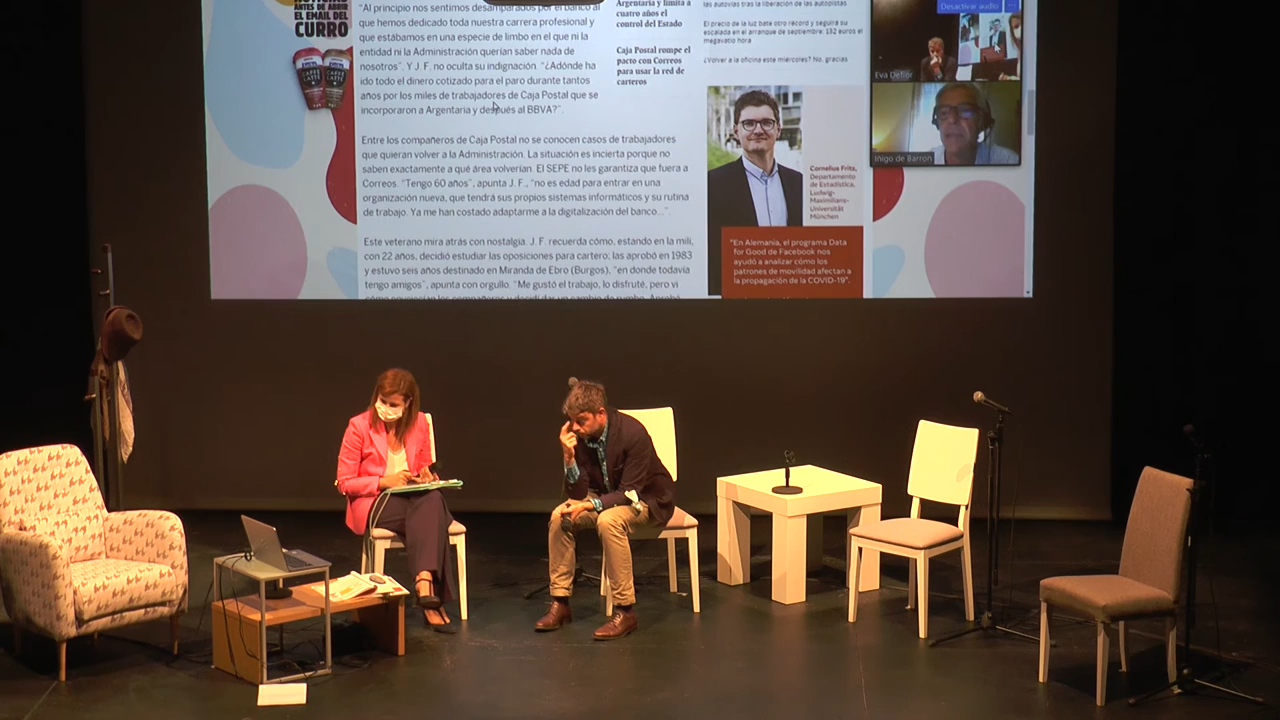 ANTES DE ABRIR
EL EMAIL DEL
CURRO
CAFFÈ
LATTE
CAFFÈ
LATTE
"Al principio nos sentimos desamparados por el banco al
que hemos dedicado toda nuestra carrera profesional y
que estábamos en una especie de limbo en el que ni la
entidad ni la Administración querían saber nada de
nosotros". Y J. F. no oculta su indignación. "¿Adónde ha
ido todo el dinero cotizado para el paro durante tantos
años por los miles de trabajadores de Caja Postal que se
incorporaron a Argentaria y después al BBVA?".
Entre los compañeros de Caja Postal no se conocen casos de trabajadores
que quieran volver a la Administración. La situación es incierta porque no
saben exactamente a qué área volverían. El SEPE no les garantiza que fuera a
Correos. "Tengo 60 años", apunta J. F., "no es edad para entrar en una
organización nueva, que tendrá sus propios sistemas informáticos y su rutina
de trabajo. Ya me han costado adaptarme a la digitalización del banco...".
Este veterano mira atrás con nostalgia. J. F. recuerda cómo, estando en la mili,
con 22 años, decidió estudiar las oposiciones para cartero; las aprobó en 1983
y estuvo seis años destinado en Miranda de Ebro (Burgos), "en donde todavía
tengo amigos", apunta con orgullo. "Me gustó el trabajo, lo disfruté, pero vi
Argentaria y limita a
cuatro años el
control del Estado
Caja Postal rompe el
pacto con Correos
para usar la red de
carteros
las autovías tras la liberación de las autopistas
El precio de la luz bate otro récord y seguirá su
escalada en el arranque de septiembre: 132 euros el
megavatio hora
¿Volver a la oficina este miércoles? No, gracias
Cornelius Fritz,
Departamento
de Estadística,
Ludwig-
Maximilians-
Universität
München
"En Alemania, el programa Data
for Good de Facebook nos
ayudó a analizar cómo los
patrones de movilidad afectan a
la propagación de la COVID-19".
Desactivar audio
...
Eva Defior
Iñigo de Barron